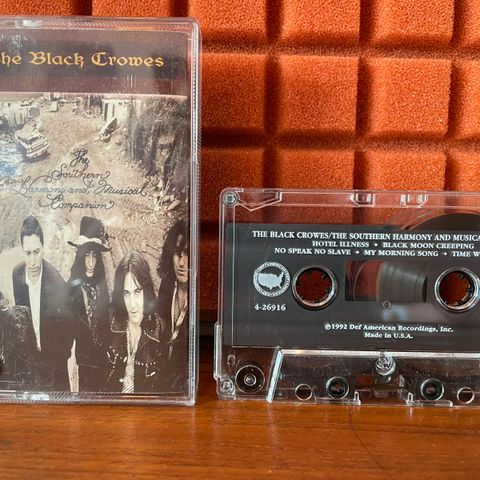 the Black Crowes
The
Southern
Harmony and Musical
Companion
THE BLACK CROWES/THE SOUTHERN HARMONY AND MUSICA
HOTEL ILLNESS • BLACK MOON CREEPING
NO SPEAK NO SLAVE • MY MORNING SONG • TIME W
4-26916
©1992 Def American Recordings, Inc.
Made in U.S.A.